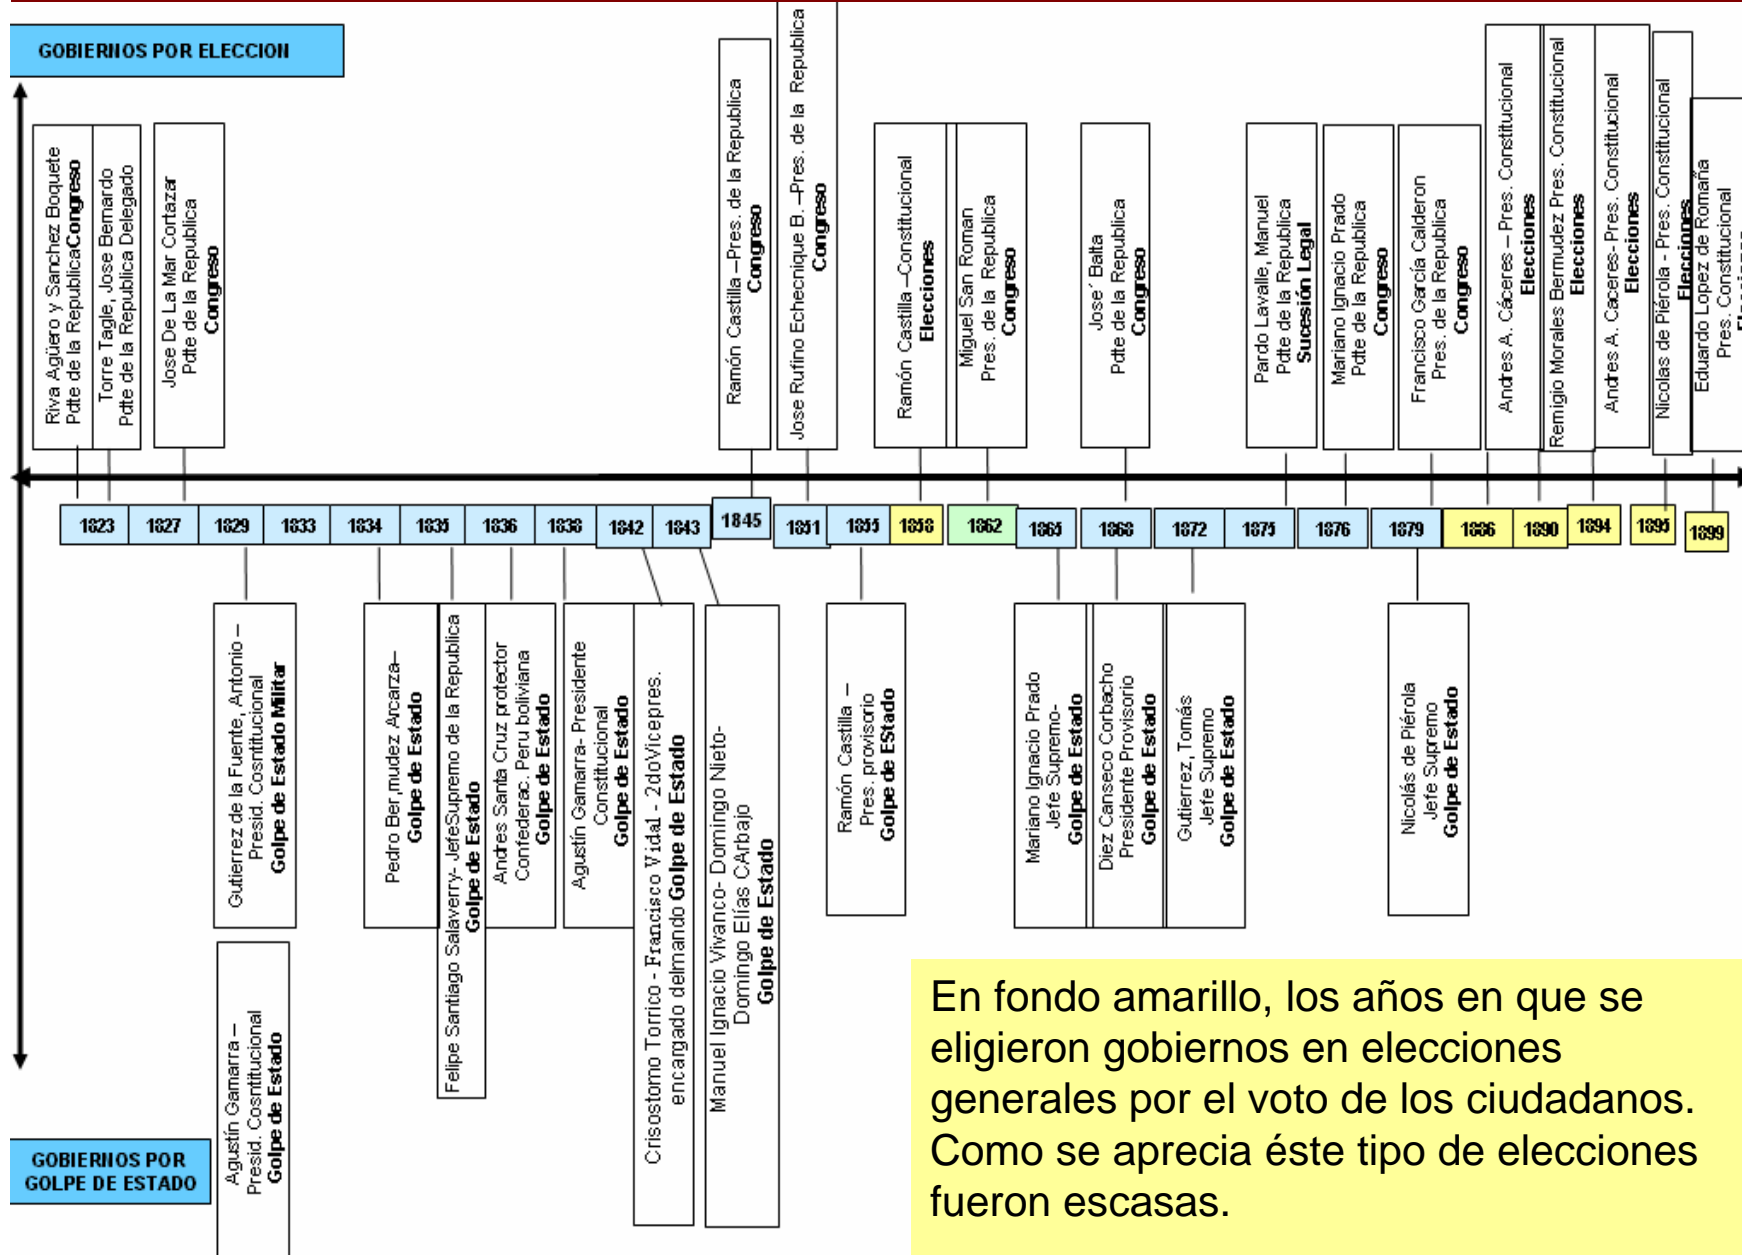 GOBIERNOS POR ELECCION
Riva Agüero y Sanchez Boquete
Pdte de la RepublicaCongreso
Torre Tagle, Jose Bernardo
Pdte de la Republica Delegado
Jose De La Mar Cortazar
Pdte de la Republica
Congreso
Ramón Castilla –Pres. de la Republica
Congreso
Jose Rufino Echecnique B. –Pres. de la Republica
Congreso
Ramón Castilla –Constitucional
Elecciones
Miguel San Roman
Pres. de la Republica
Congreso
Jose´ Balta
Pdte de la Republica
Congreso
Pardo Lavalle, Manuel
Pdte de la Republica
Sucesión Legal
Mariano Ignacio Prado
Pdte de la Republica
Congreso
Francisco García Calderon
Pres. de la Republica
Congreso
Andres A. Cáceres – Pres. Constitucional
Elecciones
Remigio Morales Bermudez Pres. Constitucional
Elecciones
Andres A. Caceres- Pres. Constitucional
Elecciones
Nicolas de Piérola - Pres. Constitucional
Elecciones
Eduardo Lopez de Romaña
Pres. Constitucional
1823 1827 1829 1833 1834 1835 1836 1838 1842 1843 1845 1851 1855 1858 1862 1865 1868 1872 1875 1876 1879 1886 1890 1894 1895 1899
Gutierrez de la Fuente, Antonio –
Presid. Cosntitucional
Golpe de Estado Militar
Agustín Gamarra –
Presid. Cosntitucional
Golpe de Estado
Pedro Ber,mudez Arcarza–
Golpe de Estado
Felipe Santiago Salaverry- JefeSupremo de la Republica
Golpe de Estado
Andres Santa Cruz protector
Confederac. Peru boliviana
Golpe de Estado
Agustín Gamarra- Presidente
Constitucional
Golpe de Estado
Crisostomo Torrico - Francisco Vidal - 2doVicepres.
encargado delmando Golpe de Estado
Manuel Ignacio Vivanco- Domingo Nieto-
Domingo Elías CArbajo
Golpe de Estado
Ramón Castilla –
Pres. provisorio
Golpe de EStado
Mariano Ignacio Prado
Jefe Supremo-
Golpe de Estado
Diez Canseco Corbacho
Presidente Provisorio
Golpe de Estado
Gutierrez, Tomás
Jefe Supremo
Golpe de Estado
Nicolás de Piérola
Jefe Supremo
Golpe de Estado
GOBIERNOS POR
GOLPE DE ESTADO
En fondo amarillo, los años en que se
eligieron gobiernos en elecciones
generales por el voto de los ciudadanos.
Como se aprecia éste tipo de elecciones
fueron escasas.